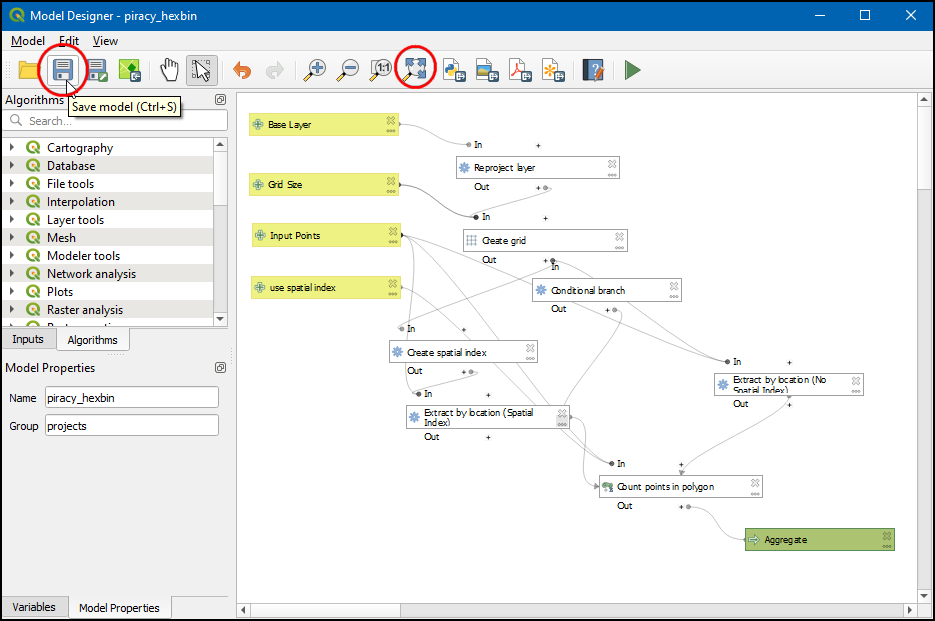 Model Designer - piracy_hexbin
Model Edit View
1:1
Algorithms
Save model (Ctrl+S)
Search...
Cartography
Database
File tools
Interpolation
Layer tools
Mesh
Modeler tools
Network analysis
Plots
Raster analysis
Inputs Algorithms
Model Properties
Name piracy_hexbin
Group projects
Variables Model Properties
Base Layer
In
Reproject layer
Out
Grid Size
In
Input Points
Create grid
Out
In
use spatial index
Conditional branch
Out
In
Create spatial index
Out
In
Extract by location (No
Spatial Index)
Out
In
Extract by location (Spatial
Index)
Out
In
Count points in polygon
Out
Aggregate